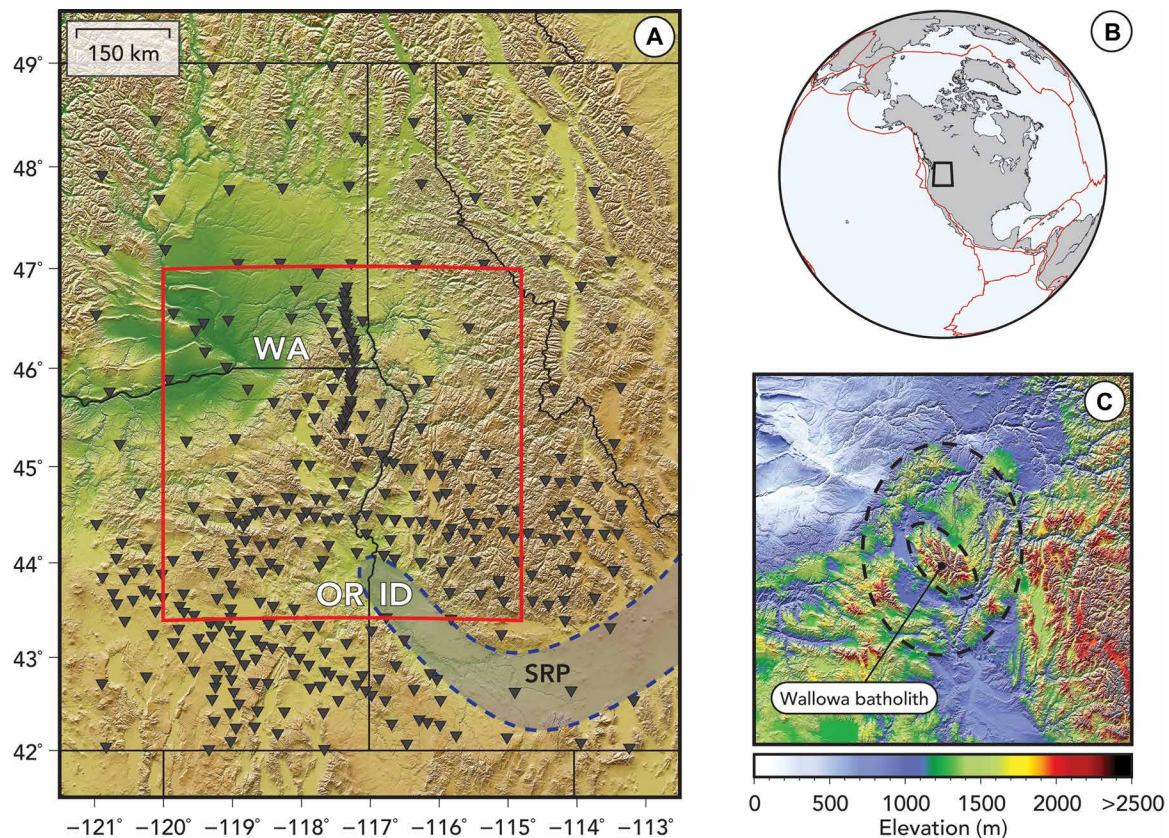 A
150 km
49°
48°
47°
46°
45°
44°
43°
42°
WA
OR ID
SRP
−121° −120° −119° −118° −117° −116° −115° −114° −113°
B
C
Wallowa batholith
0 500 1000 1500 2000 >2500
Elevation (m)